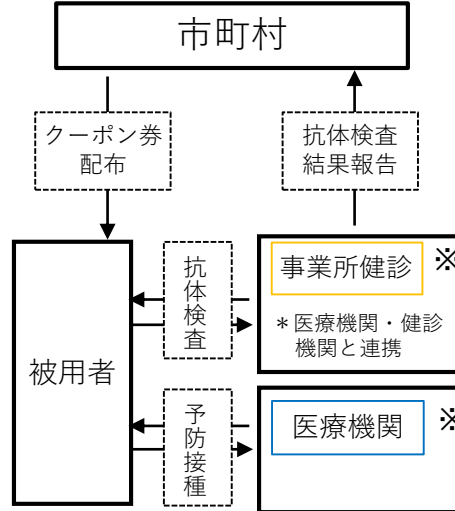 市町村
クーポン券
配布
抗体検査
結果報告
抗体検査
事業所健診
※
＊医療機関・健診
機関と連携
被用者
予防接種
医療機関
※